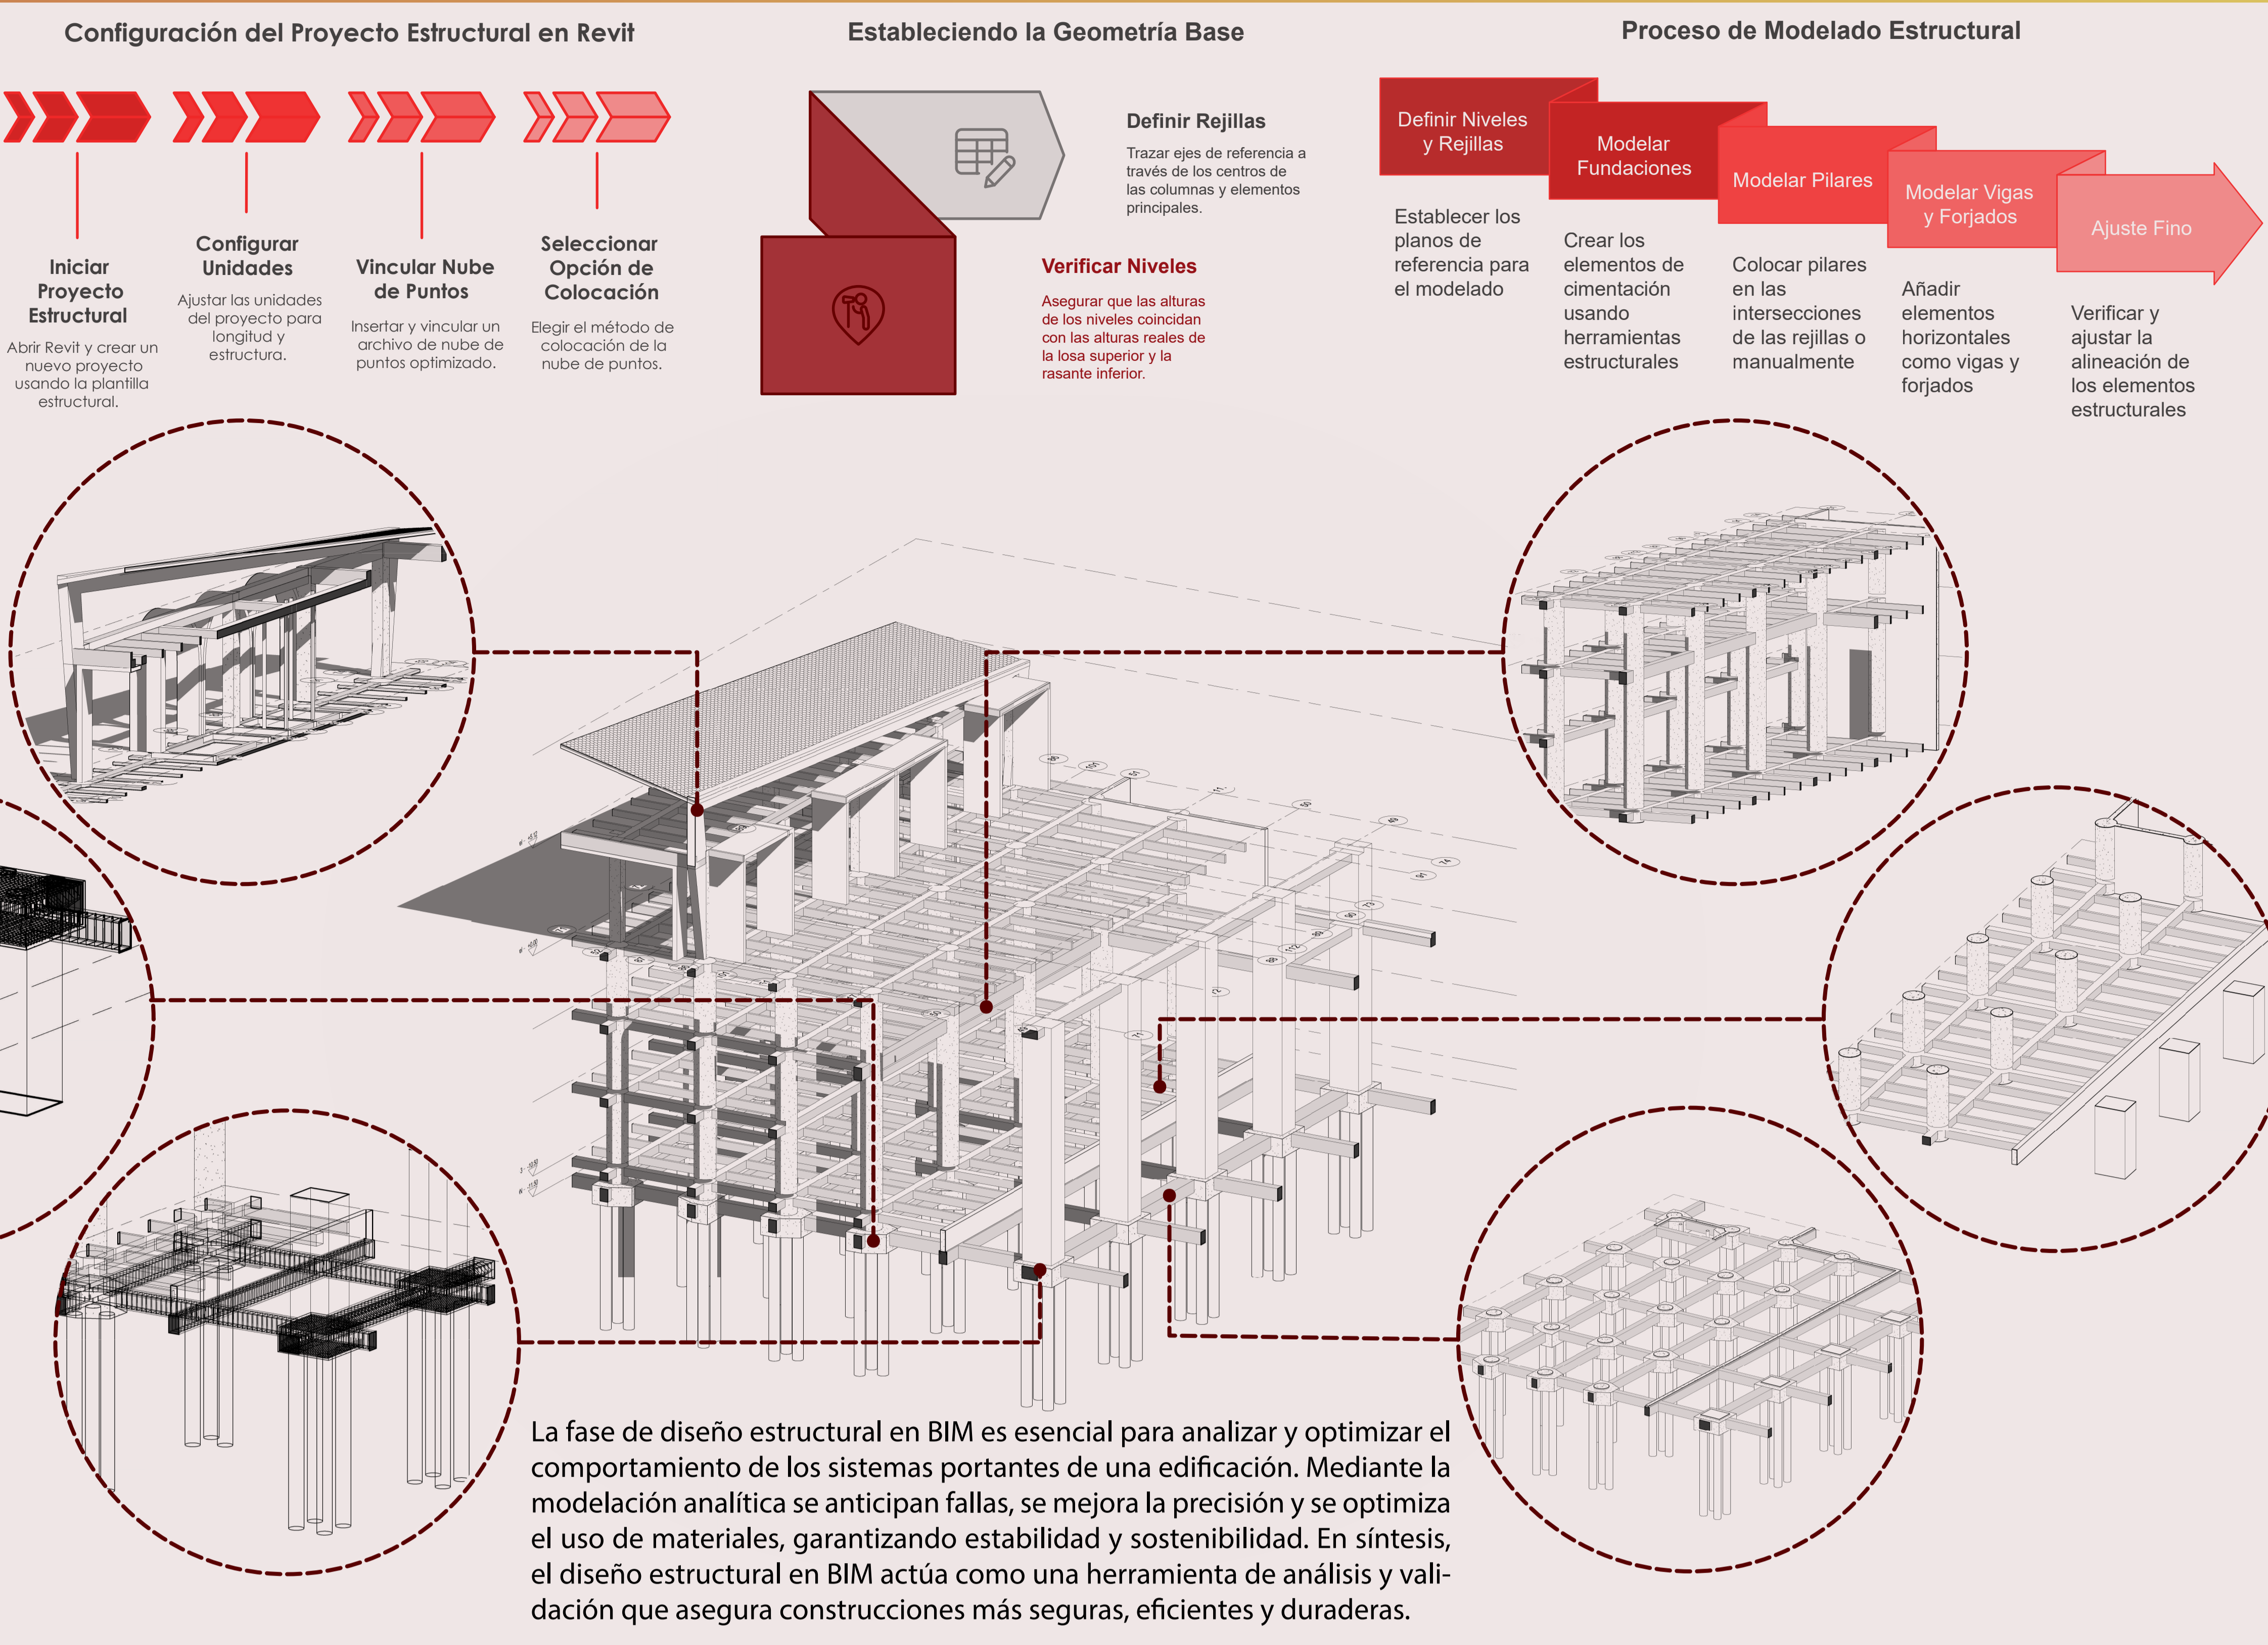 Configuración del Proyecto Estructural en Revit
Iniciar
Proyecto
Estructural
Abrir Revit y crear un
nuevo proyecto
usando la plantilla
estructural.
Configurar
Unidades
Ajustar las unidades
del proyecto para
longitud y
estructura.
Vincular Nube
de Puntos
Insertar y vincular un
archivo de nube de
puntos optimizado.
Seleccionar
Opción de
Colocación
Elegir el método de
colocación de la
nube de puntos.
Estableciendo la Geometría Base
Definir Rejillas
Trazar ejes de referencia a
través de los centros de
las columnas y elementos
principales.
Verificar Niveles
Asegurar que las alturas
de los niveles coincidan
con las alturas reales de
la losa superior y la
rasante inferior.
Proceso de Modelado Estructural
Definir Niveles
y Rejillas
Establecer los
planos de
referencia para
el modelado
Modelar
Fundaciones
Crear los
elementos de
cimentación
usando
herramientas
estructurales
Modelar Pilares
Colocar pilares
en las
intersecciones
de las rejillas o
manualmente
Modelar Vigas
y Forjados
Añadir
elementos
horizontales
como vigas y
forjados
Ajuste Fino
Verificar y
ajustar la
alineación de
los elementos
estructurales
La fase de diseño estructural en BIM es esencial para analizar y optimizar el
comportamiento de los sistemas portantes de una edificación. Mediante la
modelación analítica se anticipan fallas, se mejora la precisión y se optimiza
el uso de materiales, garantizando estabilidad y sostenibilidad. En síntesis,
el diseño estructural en BIM actúa como una herramienta de análisis y vali-
dación que asegura construcciones más seguras, eficientes y duraderas.